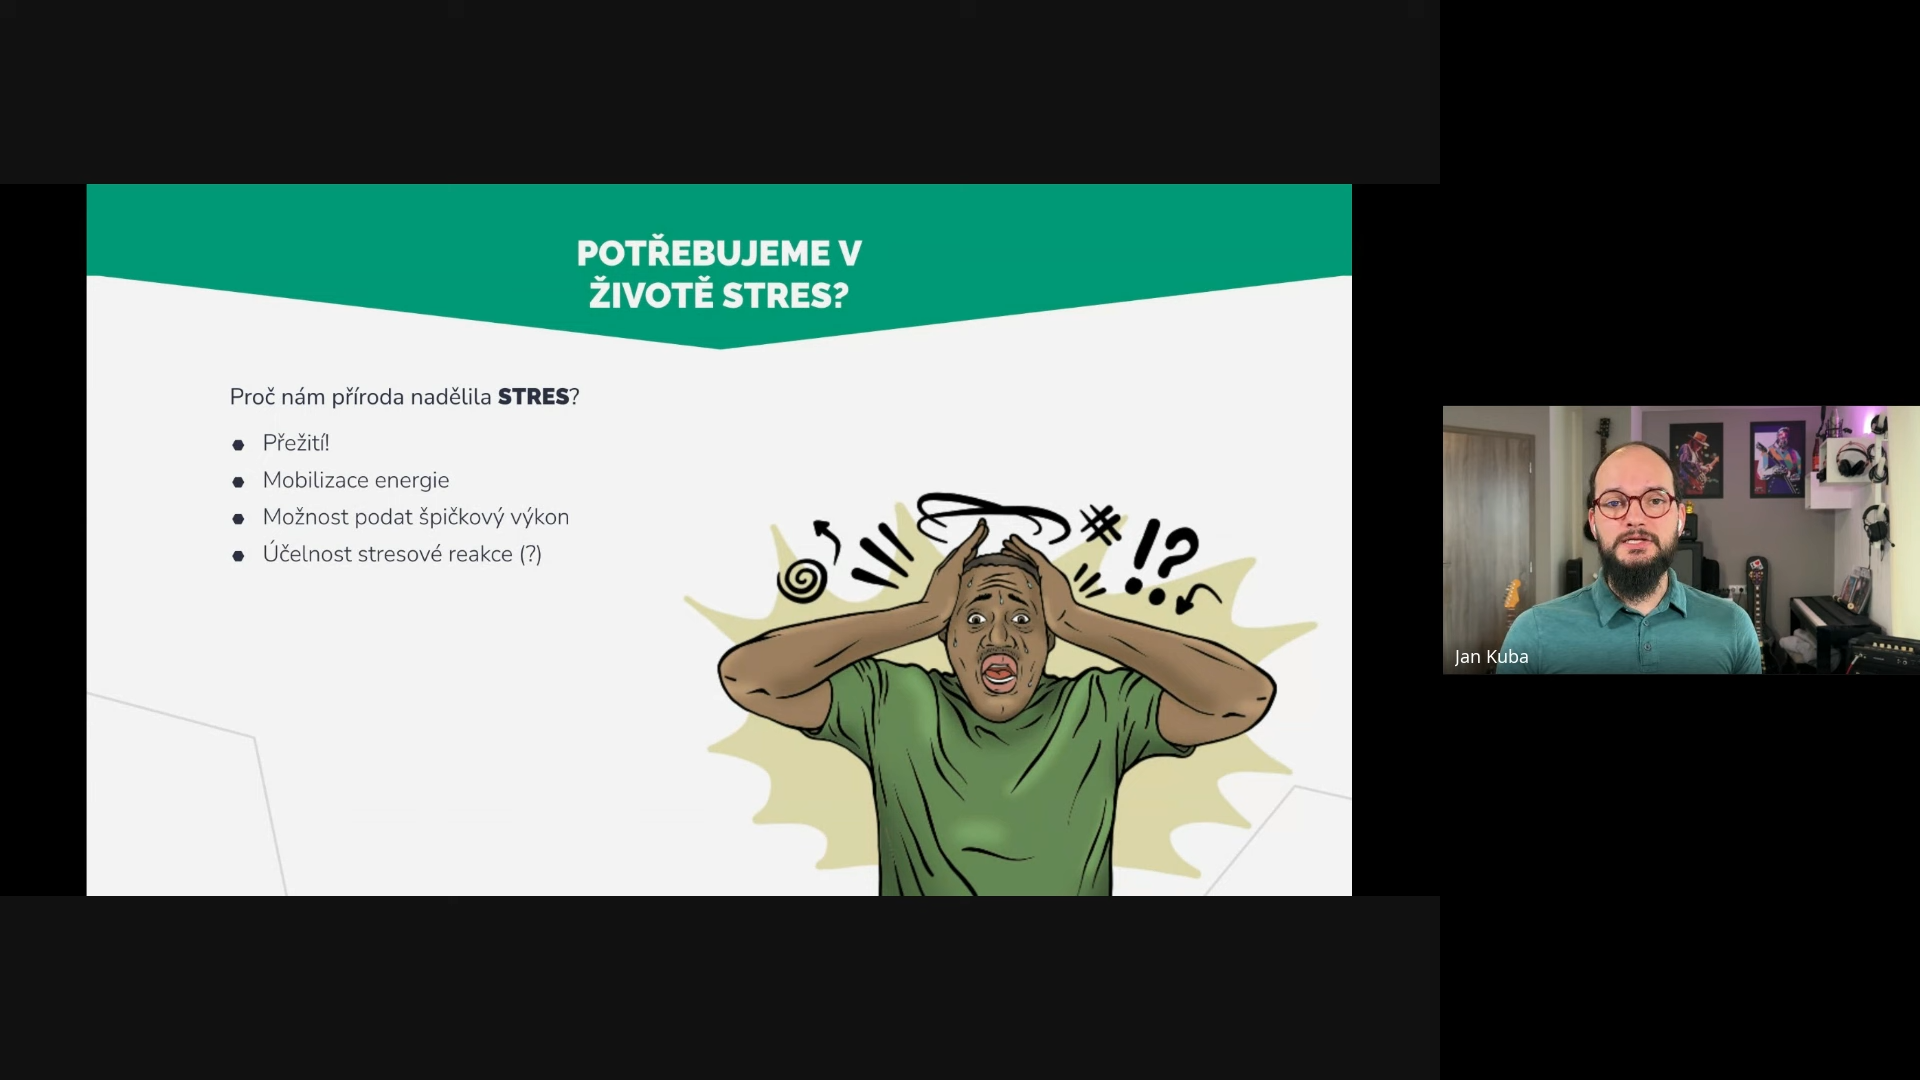 POTŘEBUJEME V
ŽIVOTĚ STRES?
Proč nám příroda nadělila STRES?
Přežití!
Mobilizace energie
Možnost podat špičkový výkon
Účelnost stresové reakce (?)
#!?
Jan Kuba